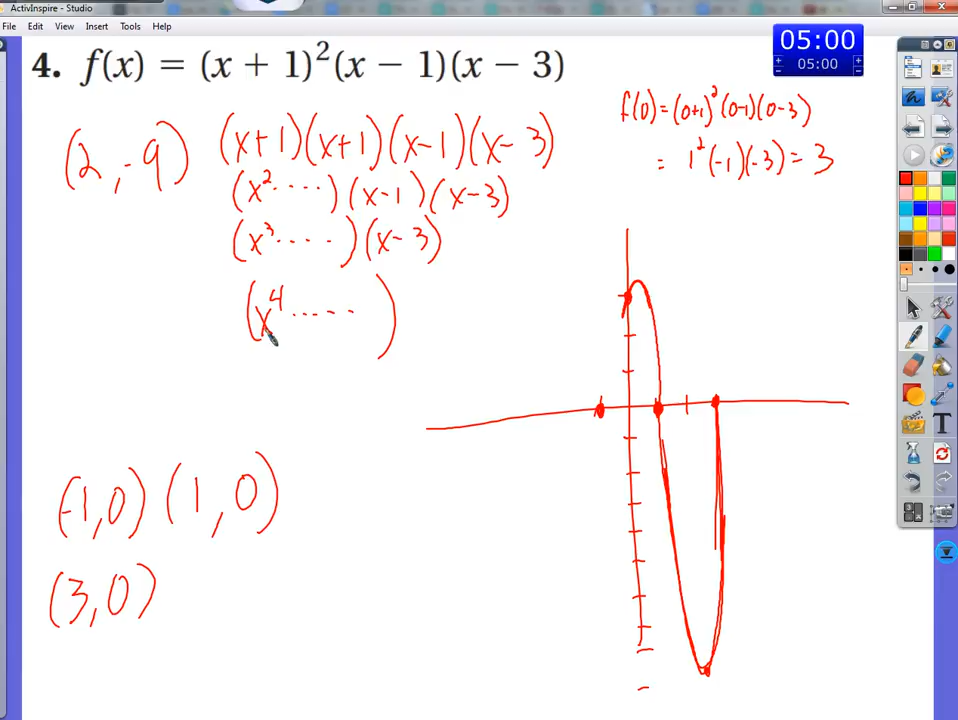 ActivInspire - Studio
File Edit View Insert Tools Help
4. f(x) = (x + 1)²(x − 1)(x − 3)
05:00
05:00
f(0)=(0+1)²(0-1)(0-3)
= 1²(-1)(-3)=3
(2,-9)
(x+1)(x+1)(x-1)(x-3)
(x²....)(x-1)(x-3)
(x³....)(x-3)
(x⁴.....)
(-1,0)(1,0)
(3,0)